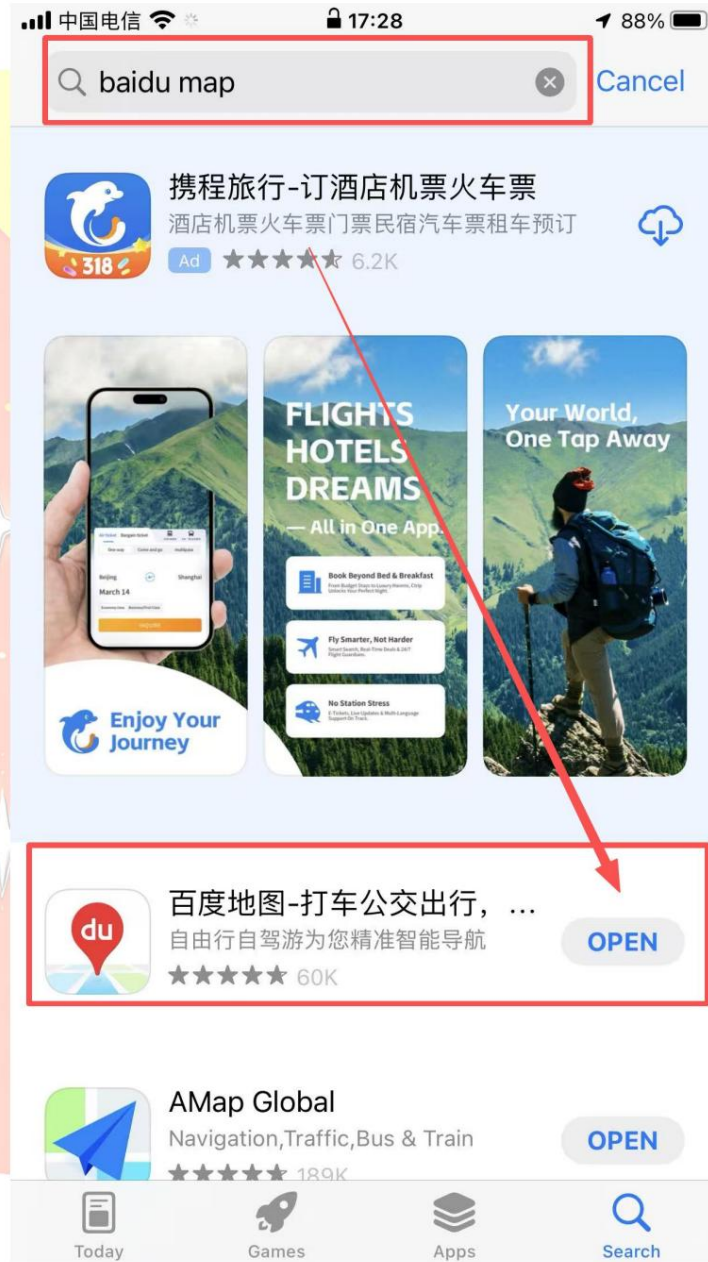 中国电信 17:28 88%
baidu map Cancel
携程旅行-订酒店机票火车票
酒店机票火车票门票民宿汽车票租车预订
318
Ad 6.2K
FLIGHTS
HOTELS
DREAMS
— All in One App.
Book Beyond Bed & Breakfast
Fly Smarter, Not Harder
No Station Stress
Beijing Shanghai
March 14
Enjoy Your
Journey
Your World,
One Tap Away
du
百度地图-打车公交出行，...
自由行自驾游为您精准智能导航
60K
OPEN
AMap Global
Navigation,Traffic,Bus & Train
189K
OPEN
Today Games Apps Search